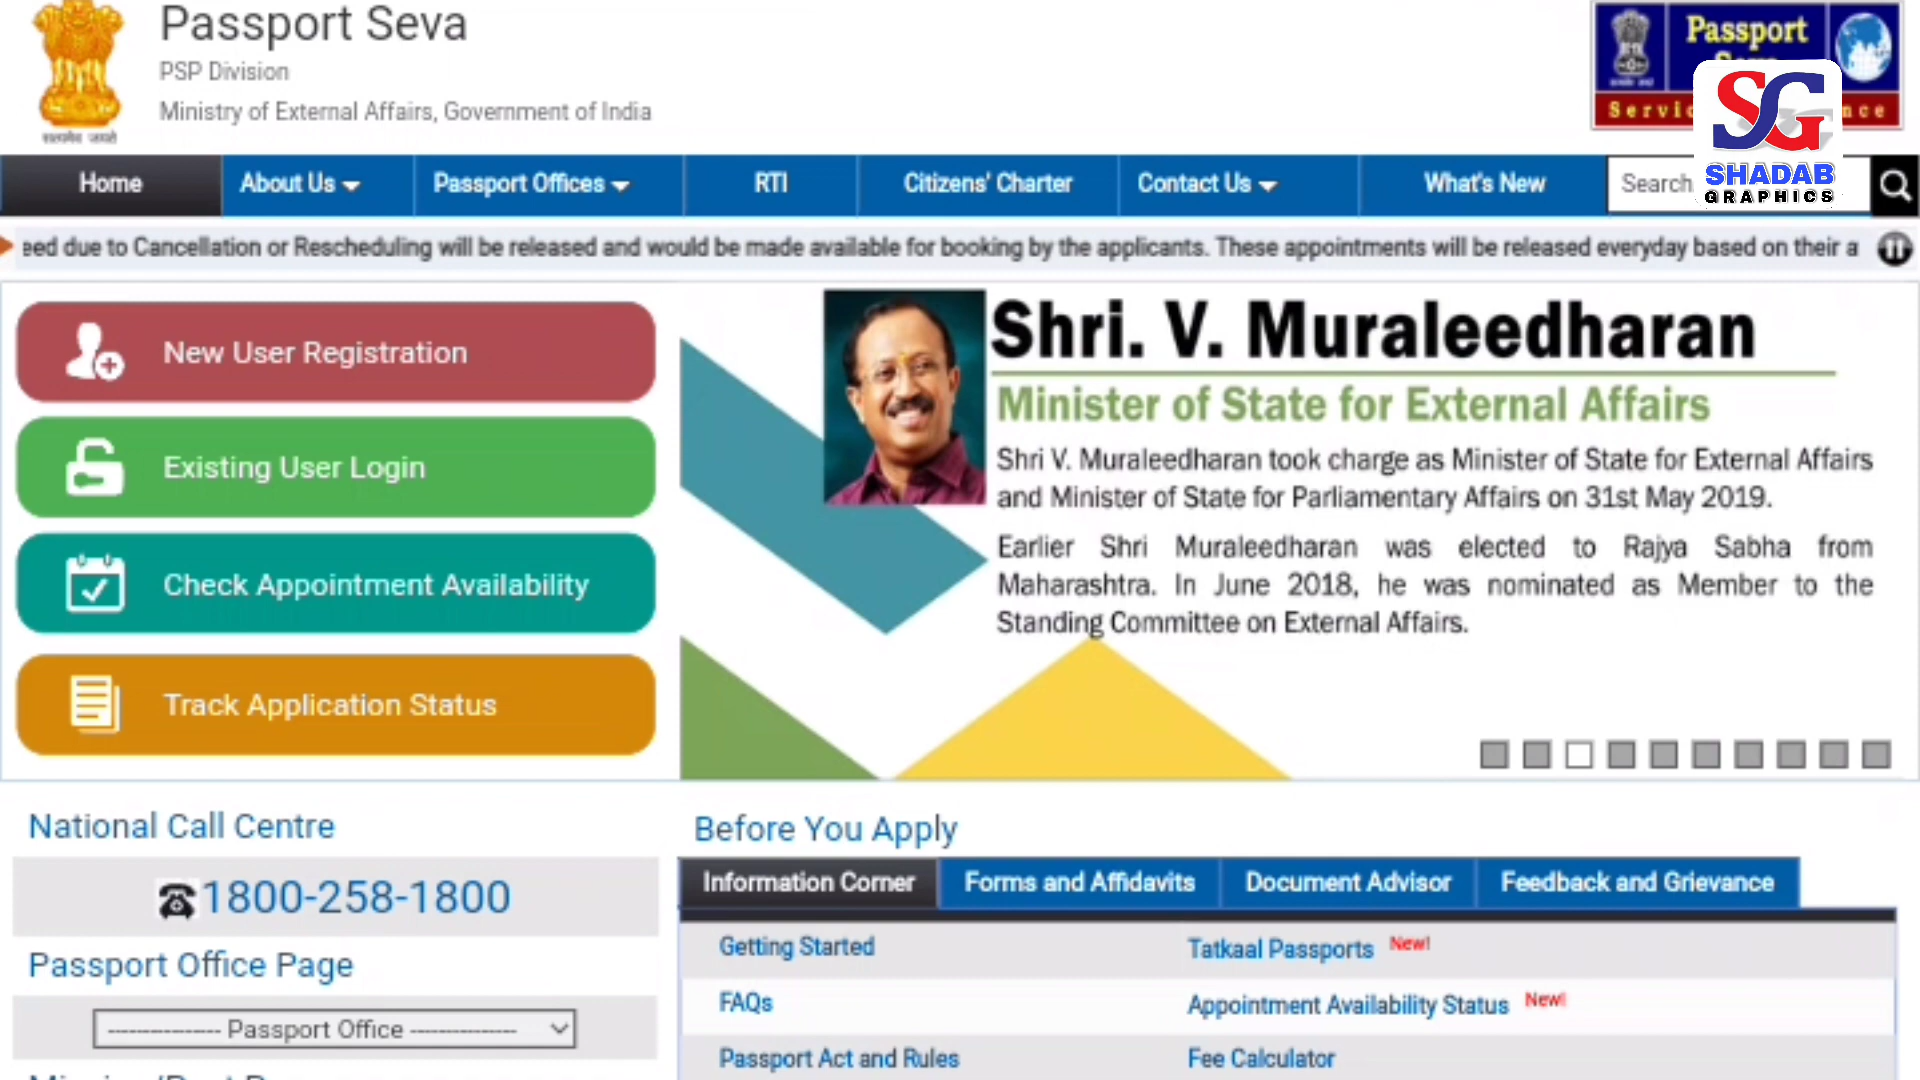 Passport Seva
PSP Division
Ministry of External Affairs, Government of India
सत्यमेव जयते
Passport
Servic nce
SG
SHADAB
GRAPHICS
Home About Us Passport Offices RTI Citizens' Charter Contact Us What's New Search
eed due to Cancellation or Rescheduling will be released and would be made available for booking by the applicants. These appointments will be released everyday based on their a
New User Registration
Existing User Login
Check Appointment Availability
Track Application Status
Shri. V. Muraleedharan
Minister of State for External Affairs
Shri V. Muraleedharan took charge as Minister of State for External Affairs
and Minister of State for Parliamentary Affairs on 31st May 2019.
Earlier Shri Muraleedharan was elected to Rajya Sabha from
Maharashtra. In June 2018, he was nominated as Member to the
Standing Committee on External Affairs.
National Call Centre
1800-258-1800
Passport Office Page
---------------- Passport Office ---------------
Before You Apply
Information Corner Forms and Affidavits Document Advisor Feedback and Grievance
Getting Started Tatkaal Passports New!
FAQs Appointment Availability Status New!
Passport Act and Rules Fee Calculator